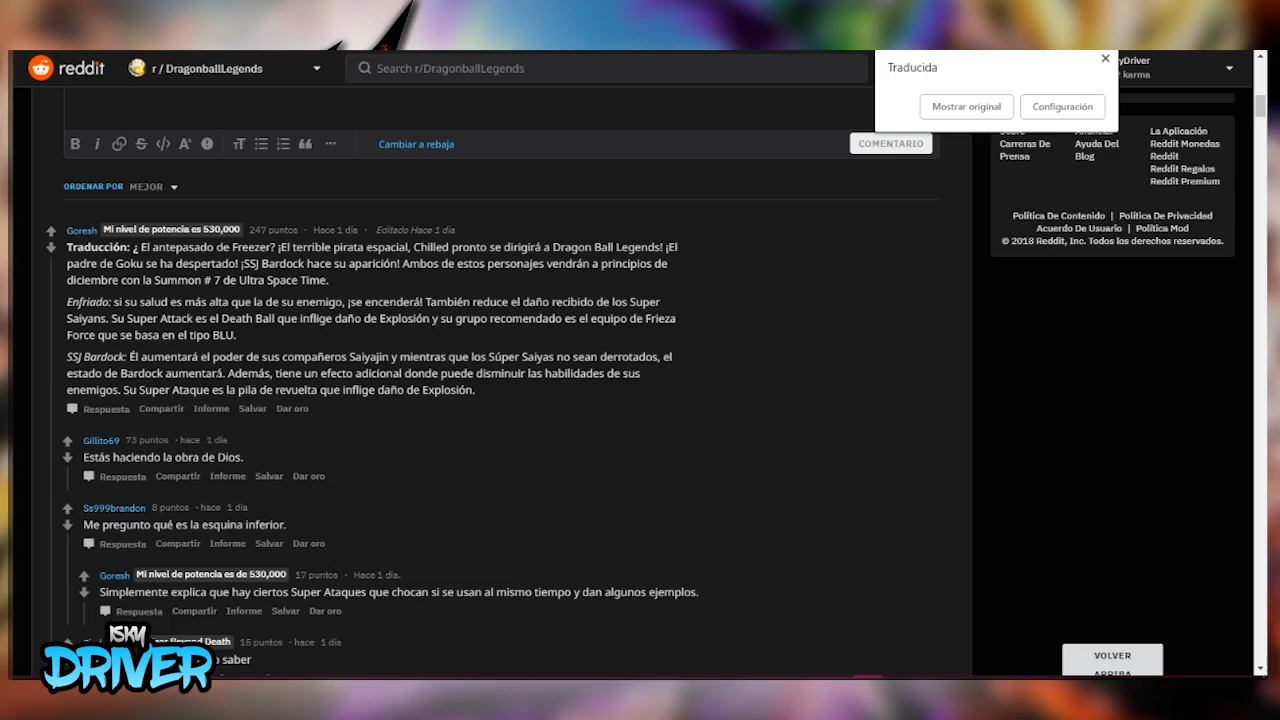 reddit
r / DragonballLegends
Search r/DragonballLegends
yDriver
karma
Traducida
Mostrar original
Configuración
Cambiar a rebaja
COMENTARIO
Carreras De
Prensa
Ayuda Del
Blog
La Aplicación
Reddit Monedas
Reddit
Reddit Regalos
Reddit Premium
Política De Contenido | Política De Privacidad
Acuerdo De Usuario | Política Mod
© 2018 Reddit, Inc. Todos los derechos reservados.
ORDENAR POR MEJOR
Goresh Mi nivel de potencia es 530,000 247 puntos · Hace 1 día · Editado Hace 1 día
Traducción: ¿ El antepasado de Freezer? ¡El terrible pirata espacial, Chilled pronto se dirigirá a Dragon Ball Legends! ¡El
padre de Goku se ha despertado! ¡SSJ Bardock hace su aparición! Ambos de estos personajes vendrán a principios de
diciembre con la Summon # 7 de Ultra Space Time.
Enfriado: si su salud es más alta que la de su enemigo, ¡se encenderá! También reduce el daño recibido de los Super
Saiyans. Su Super Attack es el Death Ball que inflige daño de Explosión y su grupo recomendado es el equipo de Frieza
Force que se basa en el tipo BLU.
SSJ Bardock: Él aumentará el poder de sus compañeros Saiyajin y mientras que los Súper Saiyas no sean derrotados, el
estado de Bardock aumentará. Además, tiene un efecto adicional donde puede disminuir las habilidades de sus
enemigos. Su Super Ataque es la pila de revuelta que inflige daño de Explosión.
Respuesta Compartir Informe Salvar Dar oro
Gillito69 73 puntos · hace 1 día
Estás haciendo la obra de Dios.
Respuesta Compartir Informe Salvar Dar oro
Ss999brandon 8 puntos · hace 1 día
Me pregunto qué es la esquina inferior.
Respuesta Compartir Informe Salvar Dar oro
Goresh Mi nivel de potencia es de 530,000 17 puntos · Hace 1 día.
Simplemente explica que hay ciertos Super Ataques que chocan si se usan al mismo tiempo y dan algunos ejemplos.
Respuesta Compartir Informe Salvar Dar oro
Beyond Death 15 puntos · hace 1 día
saber
ISKY
DRIVER
VOLVER
ARRIBA